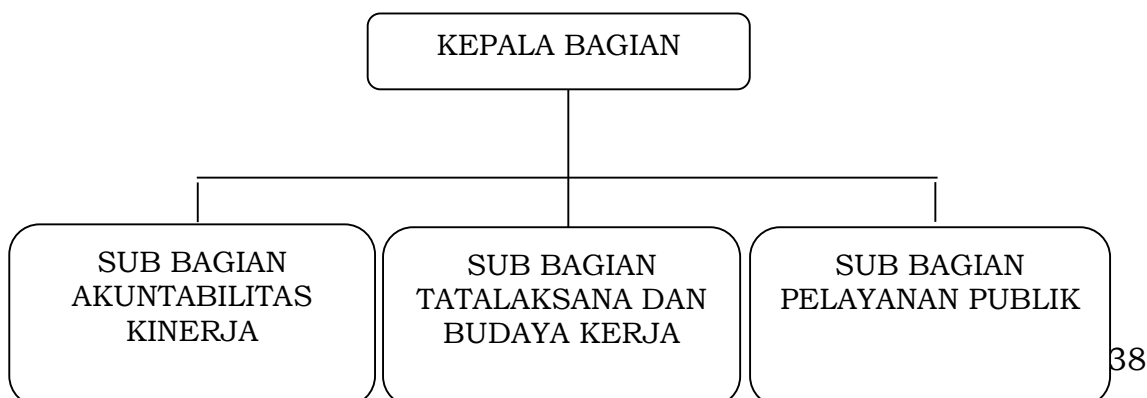 KEPALA BAGIAN
SUB BAGIAN
AKUNTABILITAS
KINERJA
SUB BAGIAN
TATALAKSANA DAN
BUDAYA KERJA
SUB BAGIAN
PELAYANAN PUBLIK
38